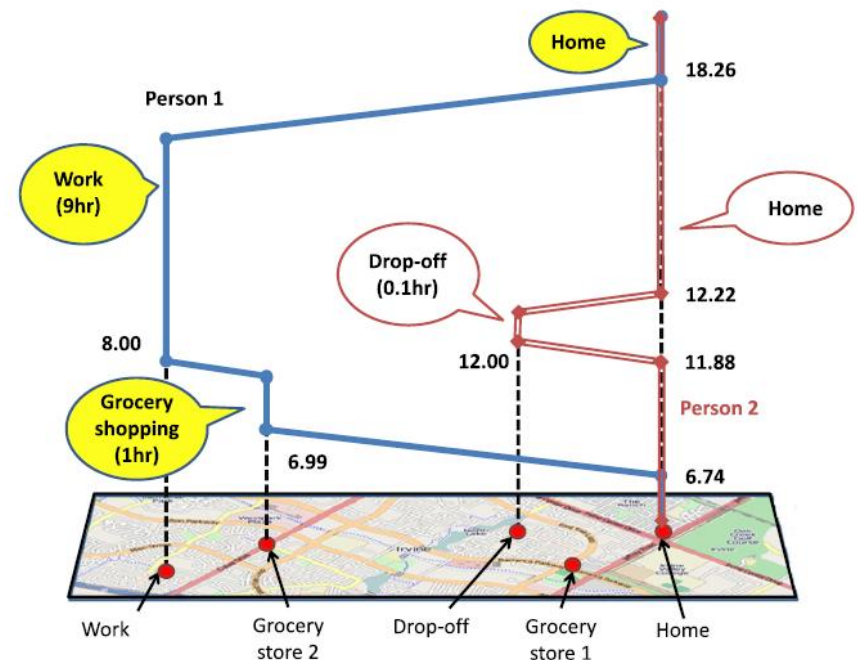 Home
18.26
Person 1
Work
(9hr)
Home
Drop-off
(0.1hr)
12.22
8.00
12.00
11.88
Grocery
shopping
(1hr)
Person 2
6.99
6.74
Irvine
Work
Grocery
store 2
Drop-off
Grocery
store 1
Home